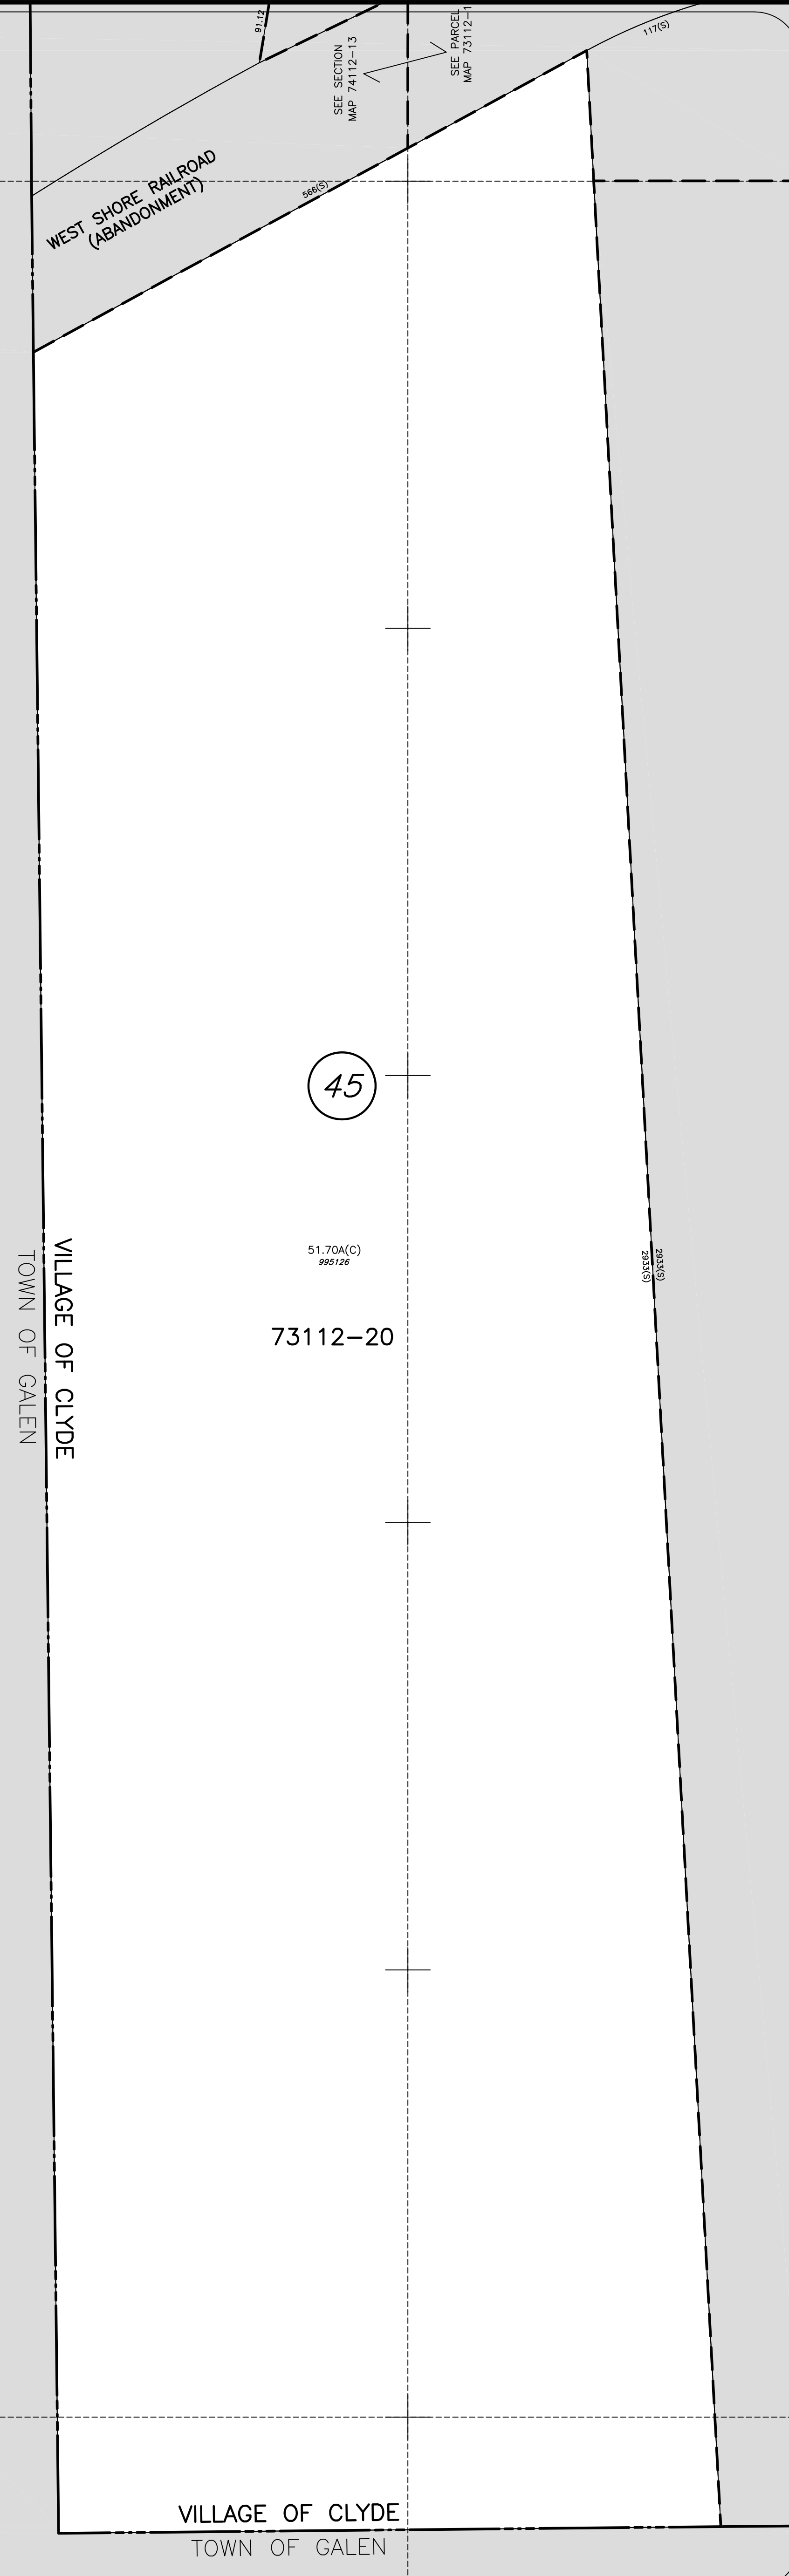 91.12
117(S)
SEE SECTION
MAP 74112-13
SEE PARCEL
MAP 73112-1
WEST SHORE RAILROAD
(ABANDONMENT)
566(S)
45
51.70A(C)
995126
73112-20
2933(S)
2933(S)
VILLAGE OF CLYDE
TOWN OF GALEN
VILLAGE OF CLYDE
TOWN OF GALEN